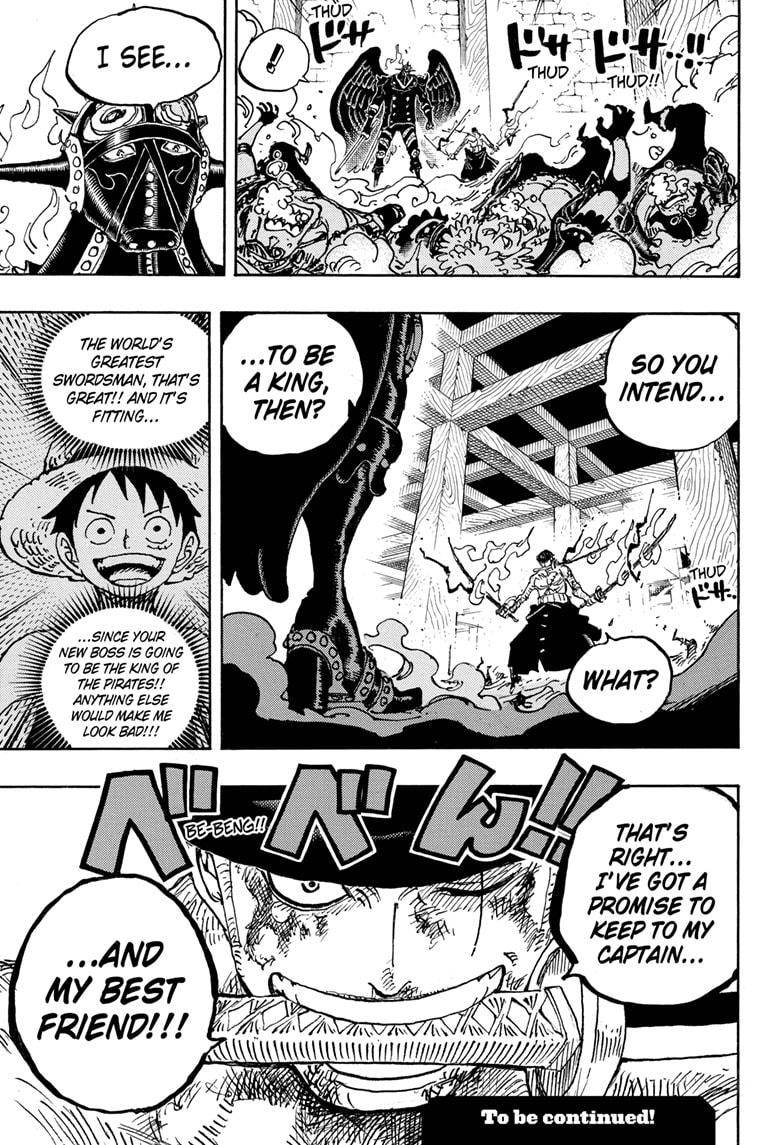 THUD
ドサ
ドサ
THUD
ドサ…!!
THUD!!
!
I SEE...
SO YOU
INTEND...
...TO BE
A KING,
THEN?
THUD
ドサ…
WHAT?
THE WORLD'S
GREATEST
SWORDSMAN, THAT'S
GREAT!! AND IT'S
FITTING...
...SINCE YOUR
NEW BOSS IS GOING
TO BE THE KING OF
THE PIRATES!!
ANYTHING ELSE
WOULD MAKE ME
LOOK BAD!!!
べべん!!
BE-BENG!!
THAT'S
RIGHT...
I'VE GOT A
PROMISE TO
KEEP TO MY
CAPTAIN...
...AND
MY BEST
FRIEND!!!
To be continued!